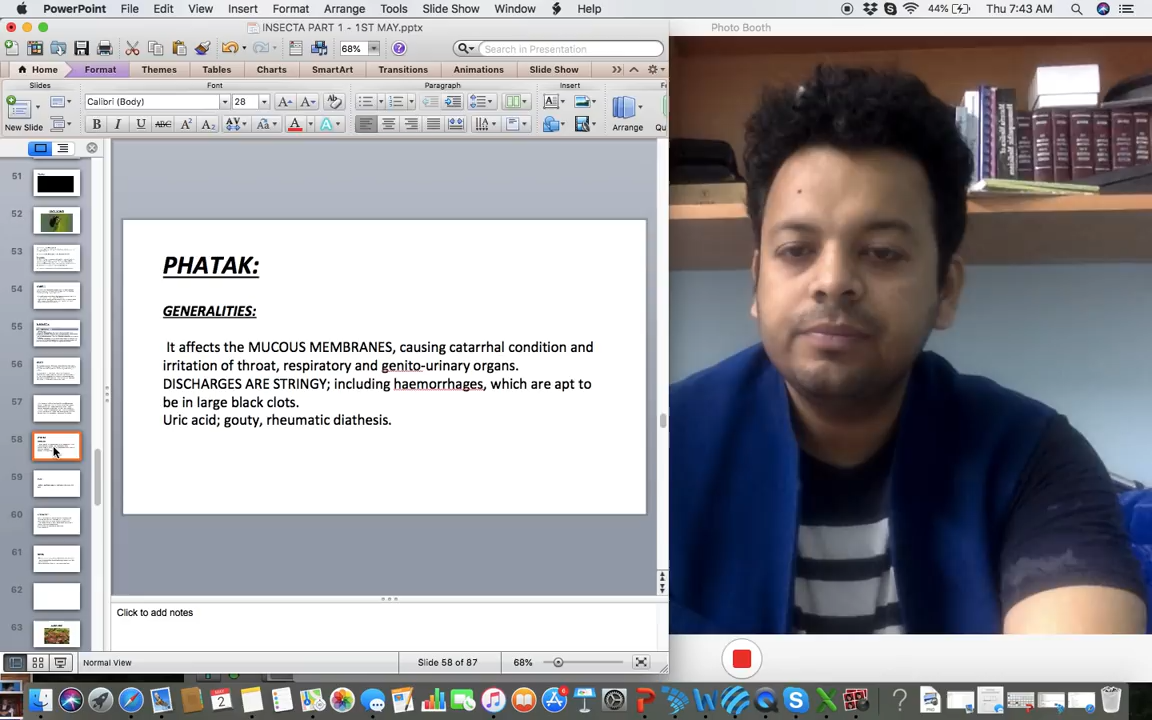 PowerPoint File Edit View Insert Format Arrange Tools Slide Show Window Help 44% Thu 7:43 AM
INSECTA PART 1 - 1ST MAY.pptx
Photo Booth
68% Search in Presentation
Home Format Themes Tables Charts SmartArt Transitions Animations Slide Show
Slides Font Paragraph Insert
Calibri (Body) 28
New Slide Arrange
51
52
53
54
55
56
57
58
59
60
61
62
63
PHATAK:
GENERALITIES:
It affects the MUCOUS MEMBRANES, causing catarrhal condition and
irritation of throat, respiratory and genito-urinary organs.
DISCHARGES ARE STRINGY; including haemorrhages, which are apt to
be in large black clots.
Uric acid; gouty, rheumatic diathesis.
Click to add notes
Normal View Slide 58 of 87 68%